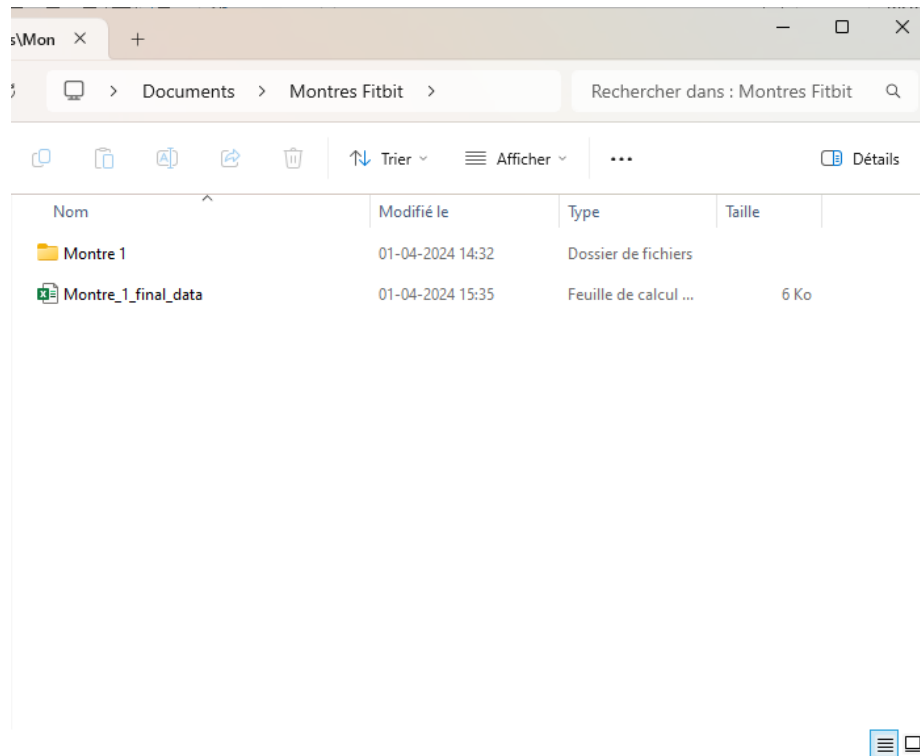 s\Mon
Documents > Montres Fitbit >
Rechercher dans : Montres Fitbit
Trier
Afficher
Détails
Nom
Modifié le
Type
Taille
Montre 1
01-04-2024 14:32
Dossier de fichiers
Montre_1_final_data
01-04-2024 15:35
Feuille de calcul ...
6 Ko